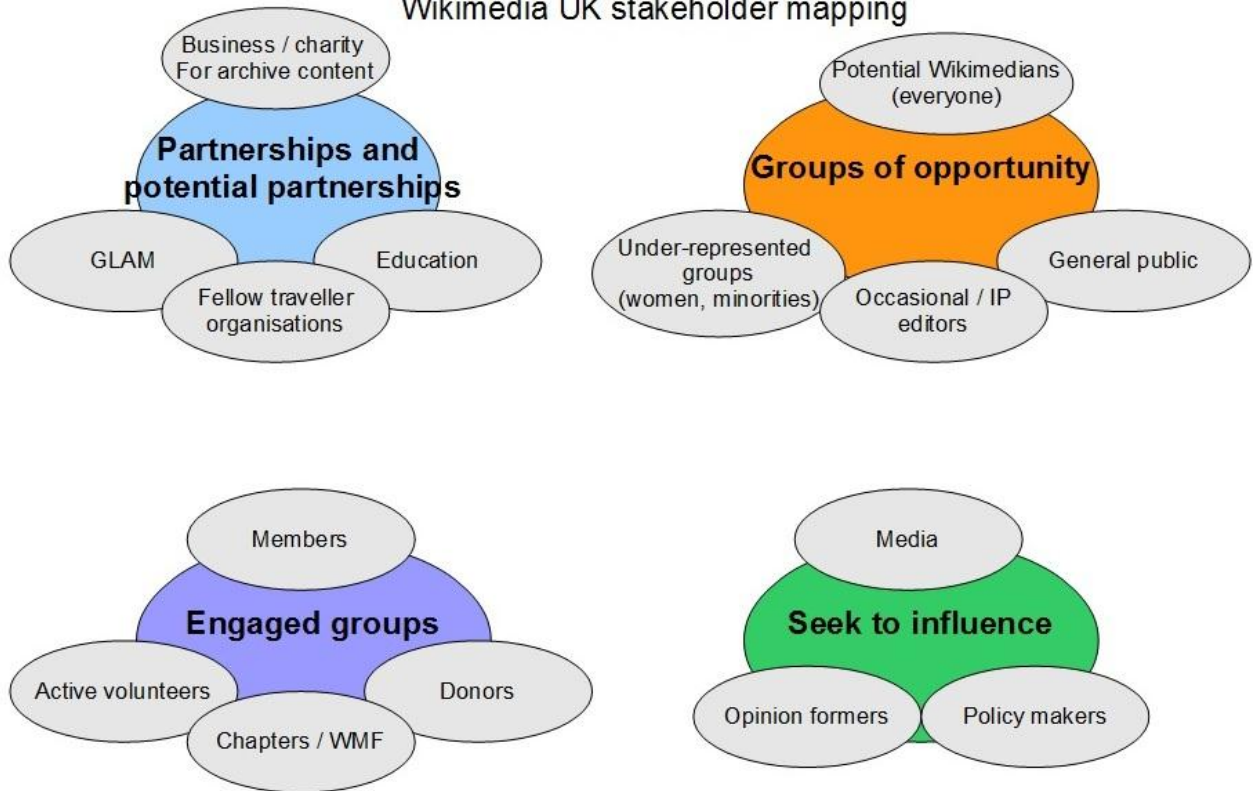 Wikimedia UK stakeholder mapping
Business / charity
For archive content
Partnerships and
potential partnerships
GLAM
Education
Fellow traveller
organisations
Potential Wikimedians
(everyone)
Groups of opportunity
Under-represented
groups
(women, minorities)
General public
Occasional / IP
editors
Members
Engaged groups
Active volunteers
Donors
Chapters / WMF
Media
Seek to influence
Opinion formers
Policy makers